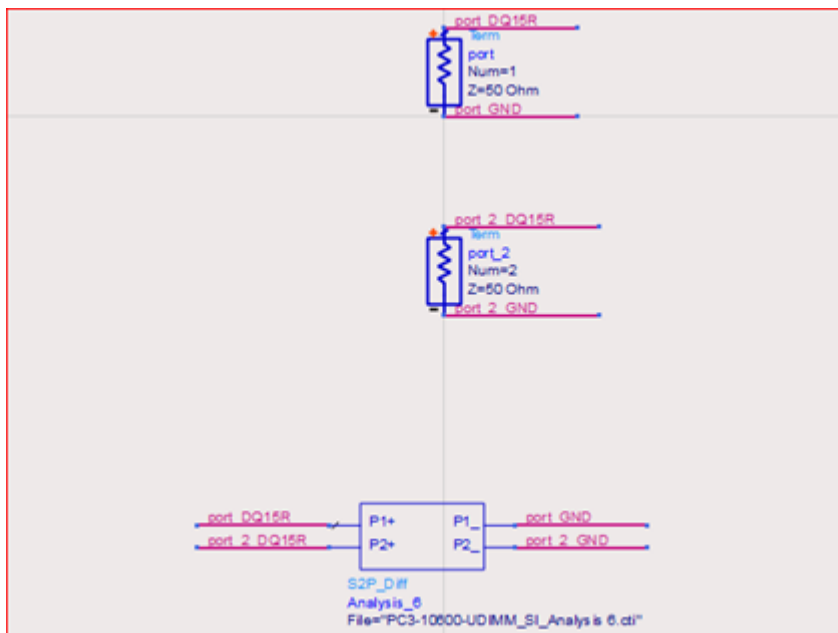 port_DQ15R
Term
port
Num=1
Z=50 Ohm
port_GND
port_2_DQ15R
Term
port_2
Num=2
Z=50 Ohm
port_2_GND
port_DQ15R P1+ P1_ port_GND
port_2_DQ15R P2+ P2_ port_2_GND
S2P_Diff
Analysis_6
File="PC3-10600-UDIMM_SI_Analysis 6.cti"